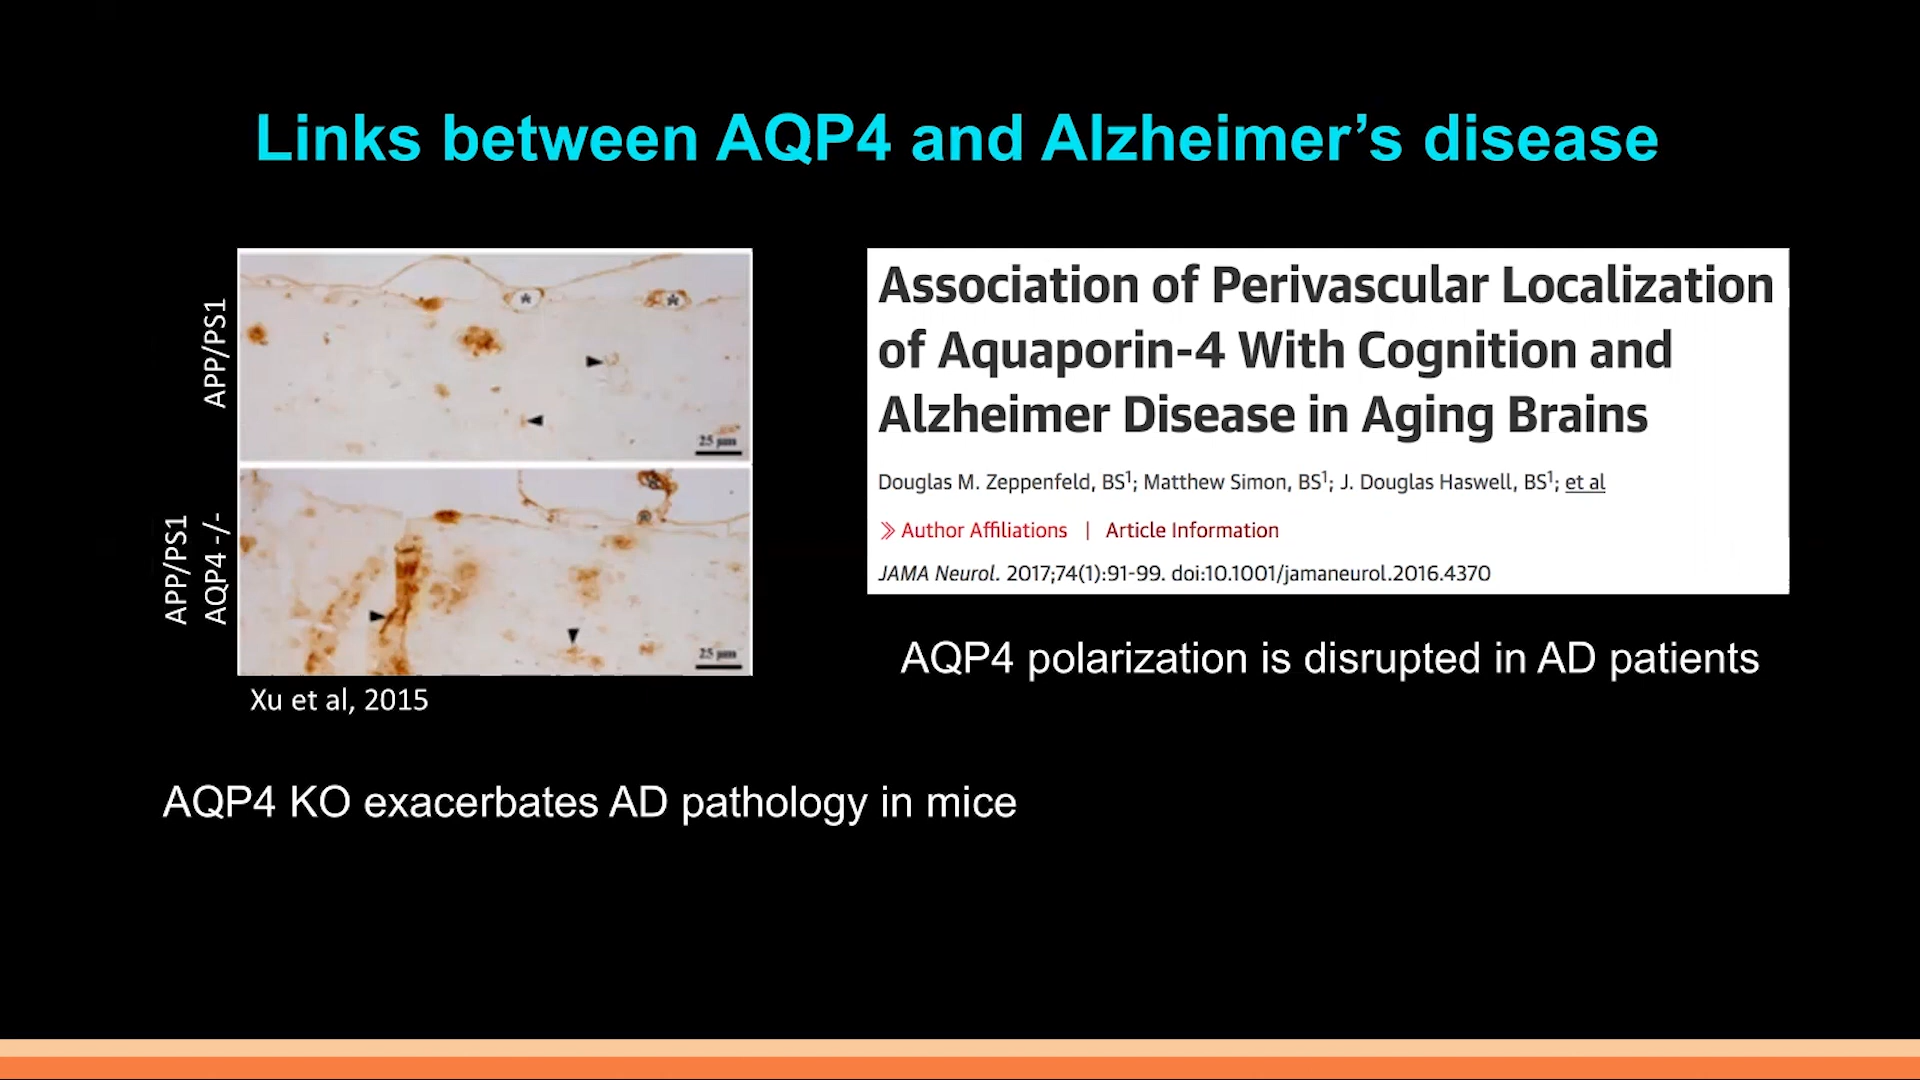 Links between AQP4 and Alzheimer’s disease
APP/PS1
*
*
25 µm
APP/PS1
AQP4 -/-
25 µm
Xu et al, 2015
AQP4 KO exacerbates AD pathology in mice
Association of Perivascular Localization
of Aquaporin-4 With Cognition and
Alzheimer Disease in Aging Brains
Douglas M. Zeppenfeld, BS1; Matthew Simon, BS1; J. Douglas Haswell, BS1; et al
Author Affiliations | Article Information
JAMA Neurol. 2017;74(1):91-99. doi:10.1001/jamaneurol.2016.4370
AQP4 polarization is disrupted in AD patients